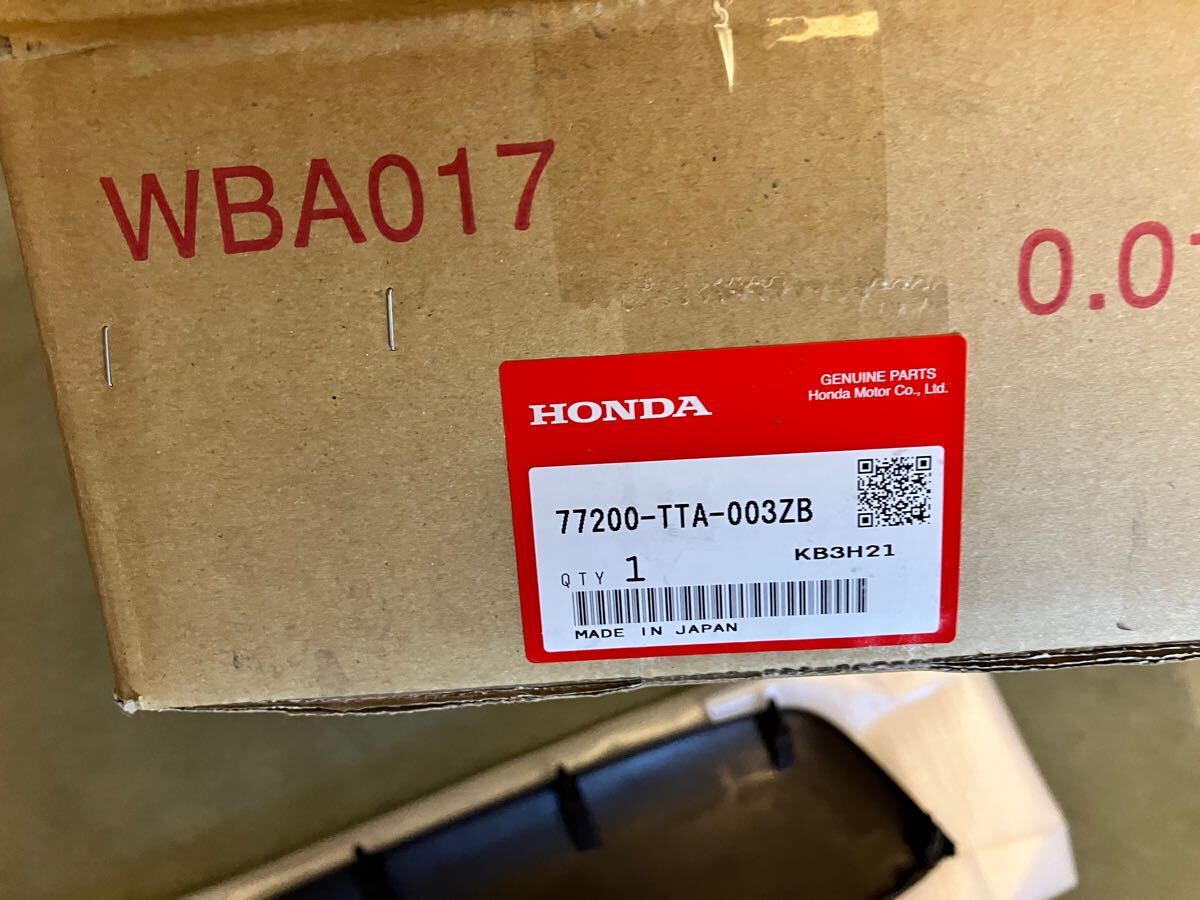 WBA017
0.0
HONDA
GENUINE PARTS
Honda Motor Co., Ltd.
77200-TTA-003ZB
KB3H21
QTY 1
MADE IN JAPAN